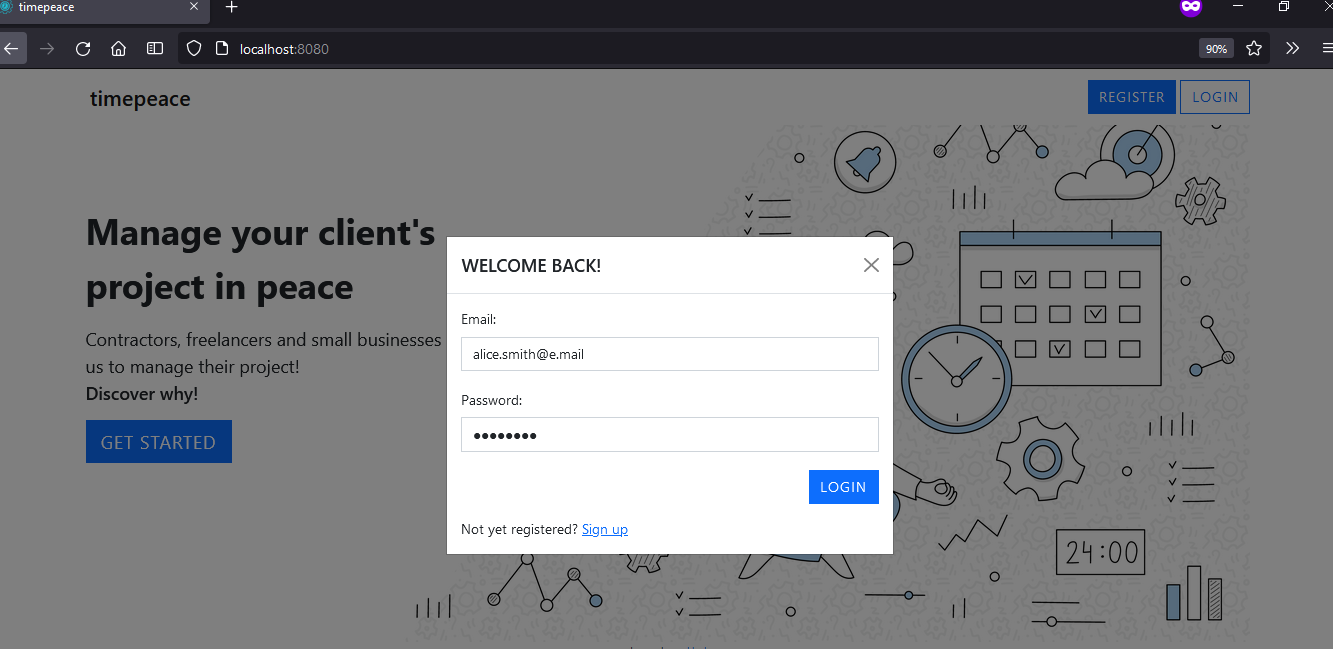 timepeace
localhost:8080
90%
timepeace
REGISTER
LOGIN
Manage your client's
project in peace
Contractors, freelancers and small businesses
us to manage their project!
Discover why!
GET STARTED
WELCOME BACK!
Email:
alice.smith@e.mail
Password:
••••••••
LOGIN
Not yet registered? Sign up
24:00